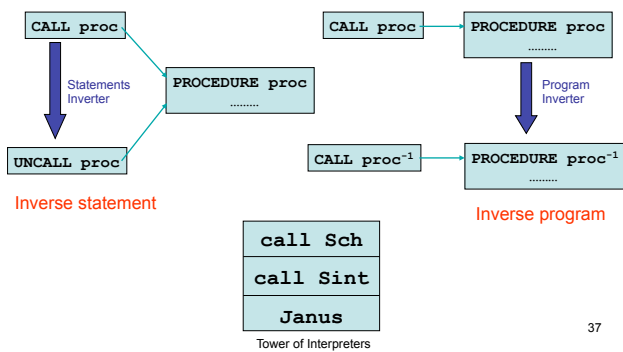 CALL proc
Statements
Inverter
PROCEDURE proc
.........
UNCALL proc
Inverse statement
CALL proc
PROCEDURE proc
.........
Program
Inverter
CALL proc⁻¹
PROCEDURE proc⁻¹
.........
Inverse program
call Sch
call Sint
Janus
Tower of Interpreters
37